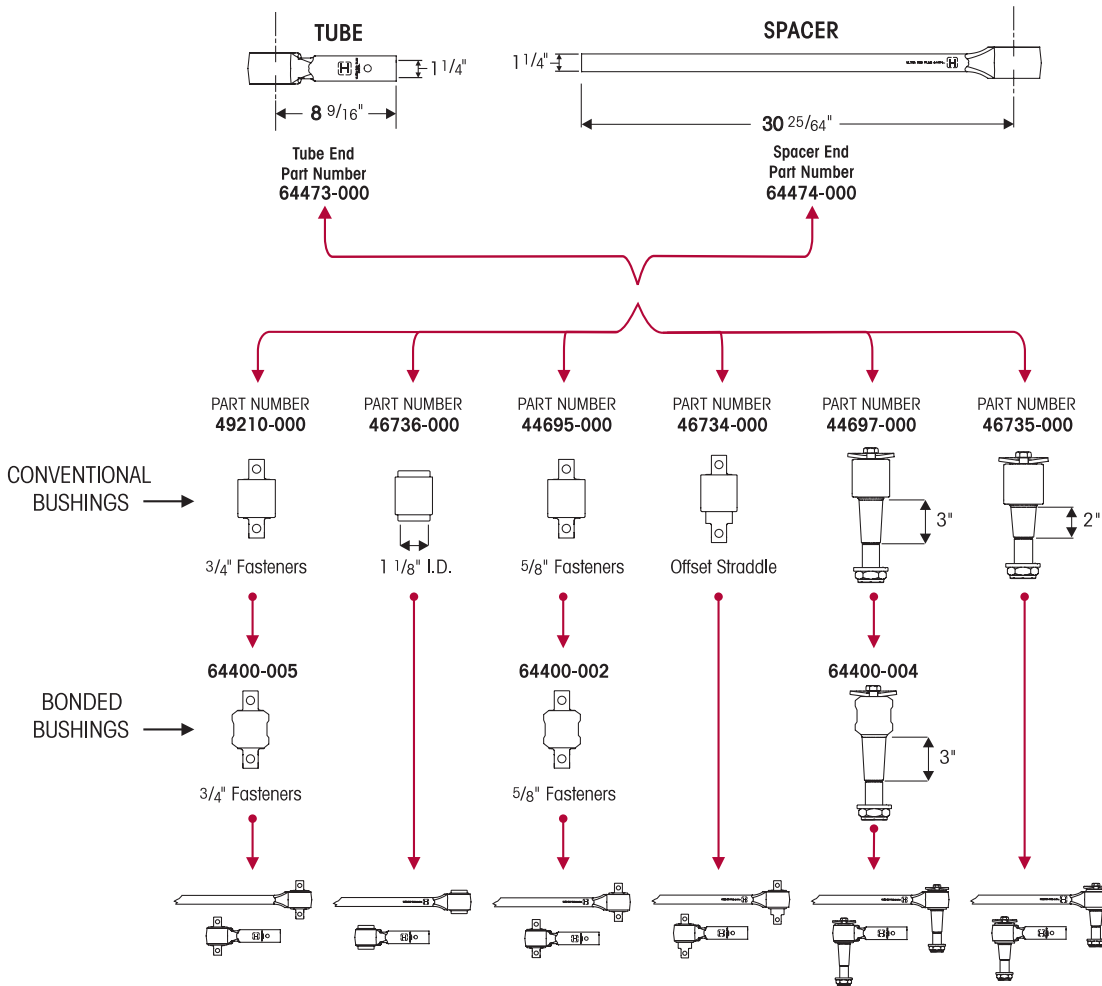 TUBE
1 1/4"
8 9/16"
Tube End
Part Number
64473-000
SPACER
1 1/4"
30 25/64"
Spacer End
Part Number
64474-000
PART NUMBER
49210-000
PART NUMBER
46736-000
PART NUMBER
44695-000
PART NUMBER
46734-000
PART NUMBER
44697-000
PART NUMBER
46735-000
CONVENTIONAL
BUSHINGS
3"
2"
3/4" Fasteners
1 1/8" I.D.
5/8" Fasteners
Offset Straddle
64400-005
64400-002
64400-004
BONDED
BUSHINGS
3"
3/4" Fasteners
5/8" Fasteners